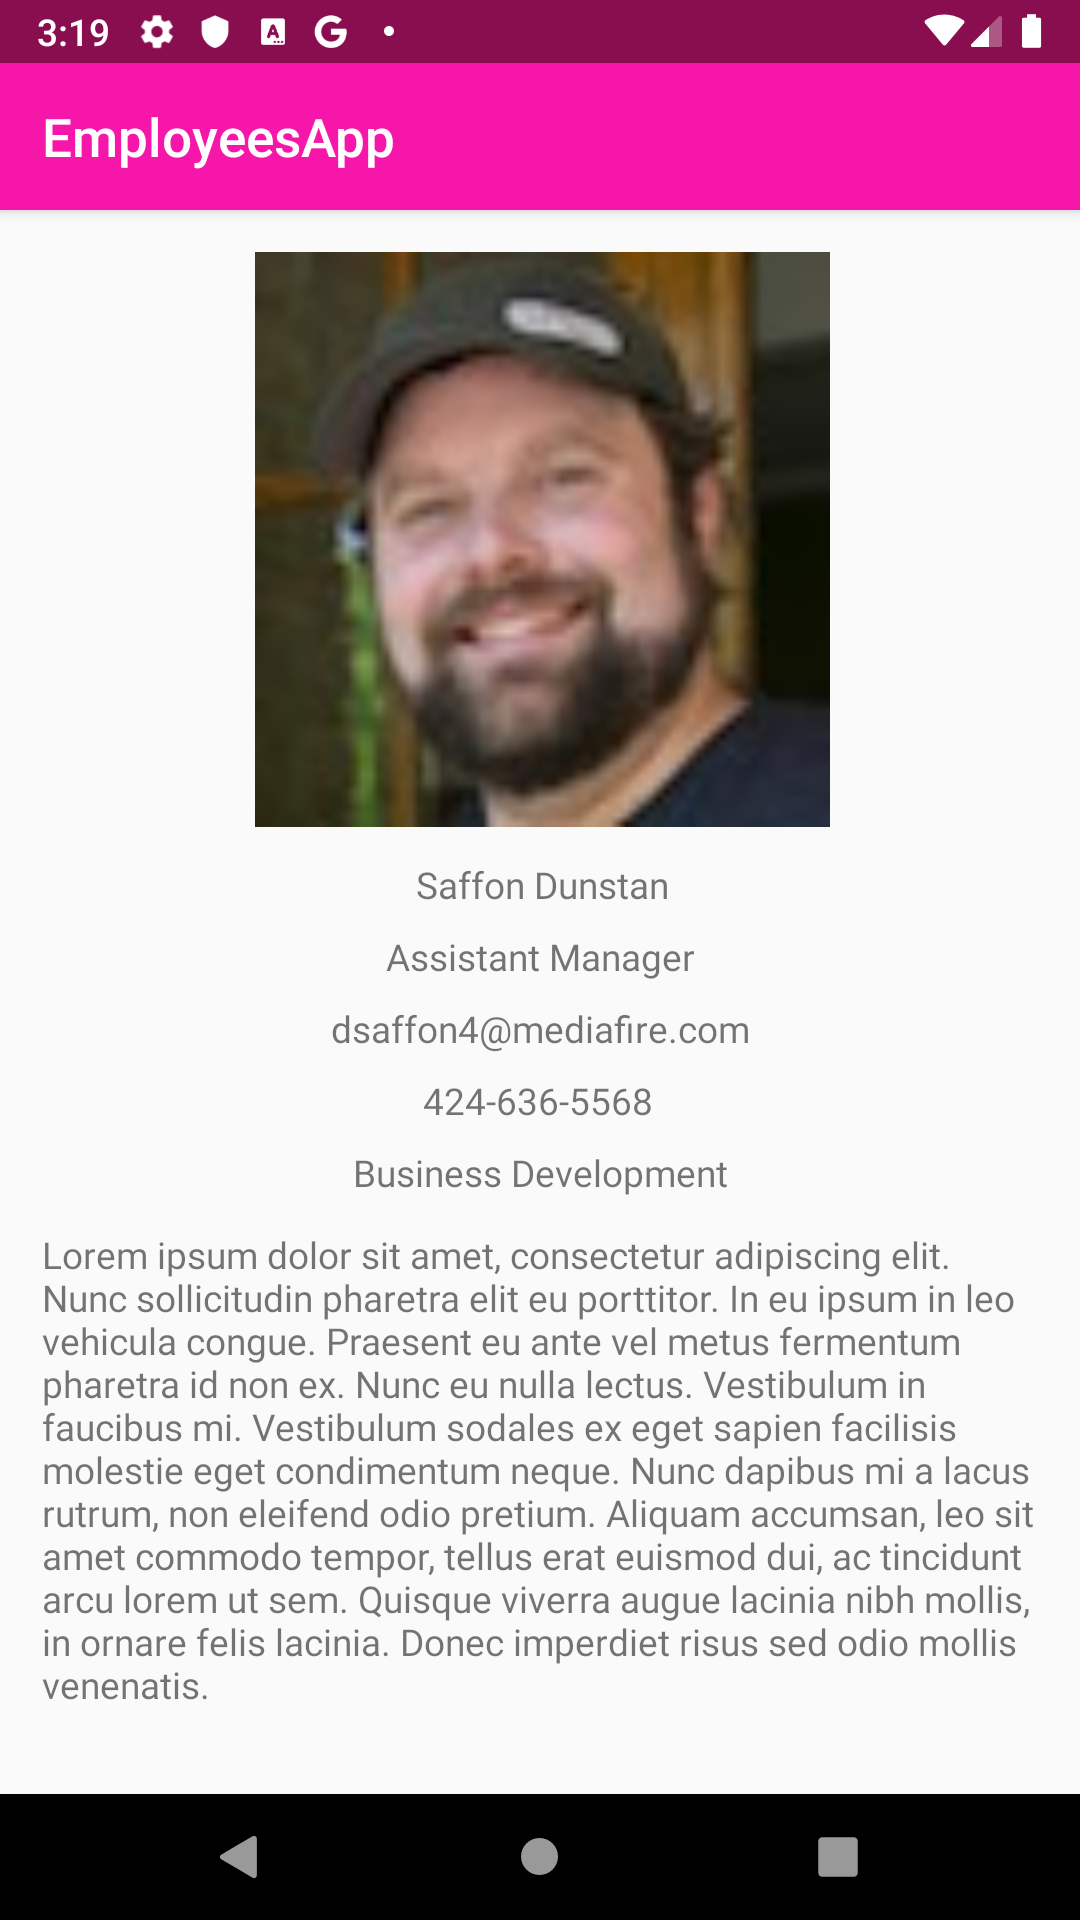 3:19
EmployeesApp
Saffon Dunstan
Assistant Manager
dsaffon4@mediafire.com
424-636-5568
Business Development
Lorem ipsum dolor sit amet, consectetur adipiscing elit.
Nunc sollicitudin pharetra elit eu porttitor. In eu ipsum in leo
vehicula congue. Praesent eu ante vel metus fermentum
pharetra id non ex. Nunc eu nulla lectus. Vestibulum in
faucibus mi. Vestibulum sodales ex eget sapien facilisis
molestie eget condimentum neque. Nunc dapibus mi a lacus
rutrum, non eleifend odio pretium. Aliquam accumsan, leo sit
amet commodo tempor, tellus erat euismod dui, ac tincidunt
arcu lorem ut sem. Quisque viverra augue lacinia nibh mollis,
in ornare felis lacinia. Donec imperdiet risus sed odio mollis
venenatis.